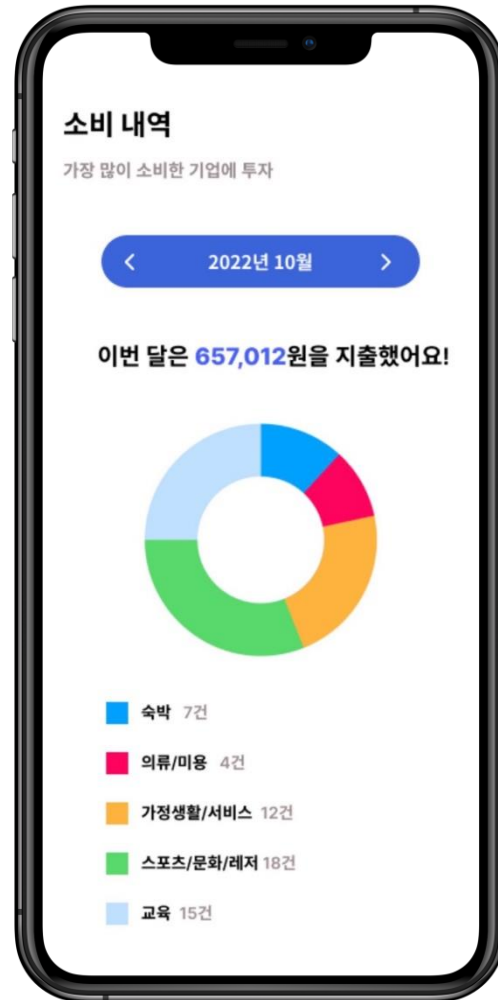 소비 내역
가장 많이 소비한 기업에 투자
2022년 10월
이번 달은 657,012원을 지출했어요!
숙박 7건
의류/미용 4건
가정생활/서비스 12건
스포츠/문화/레저 18건
교육 15건